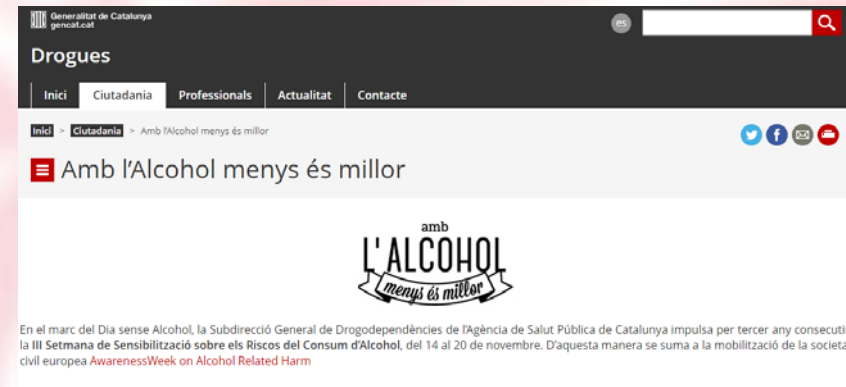 Generalitat de Catalunya
gencat.cat
es
Drogues
Inici Ciutadania Professionals Actualitat Contacte
Inici > Ciutadania > Amb l'Alcohol menys és millor
Amb l'Alcohol menys és millor
amb
L'ALCOHOL
menys és millor
En el marc del Dia sense Alcohol, la Subdirecció General de Drogodependències de l'Agència de Salut Pública de Catalunya impulsa per tercer any consecuti
la III Setmana de Sensibilització sobre els Riscos del Consum d'Alcohol, del 14 al 20 de novembre. D'aquesta manera se suma a la mobilització de la societa
civil europea AwarenessWeek on Alcohol Related Harm